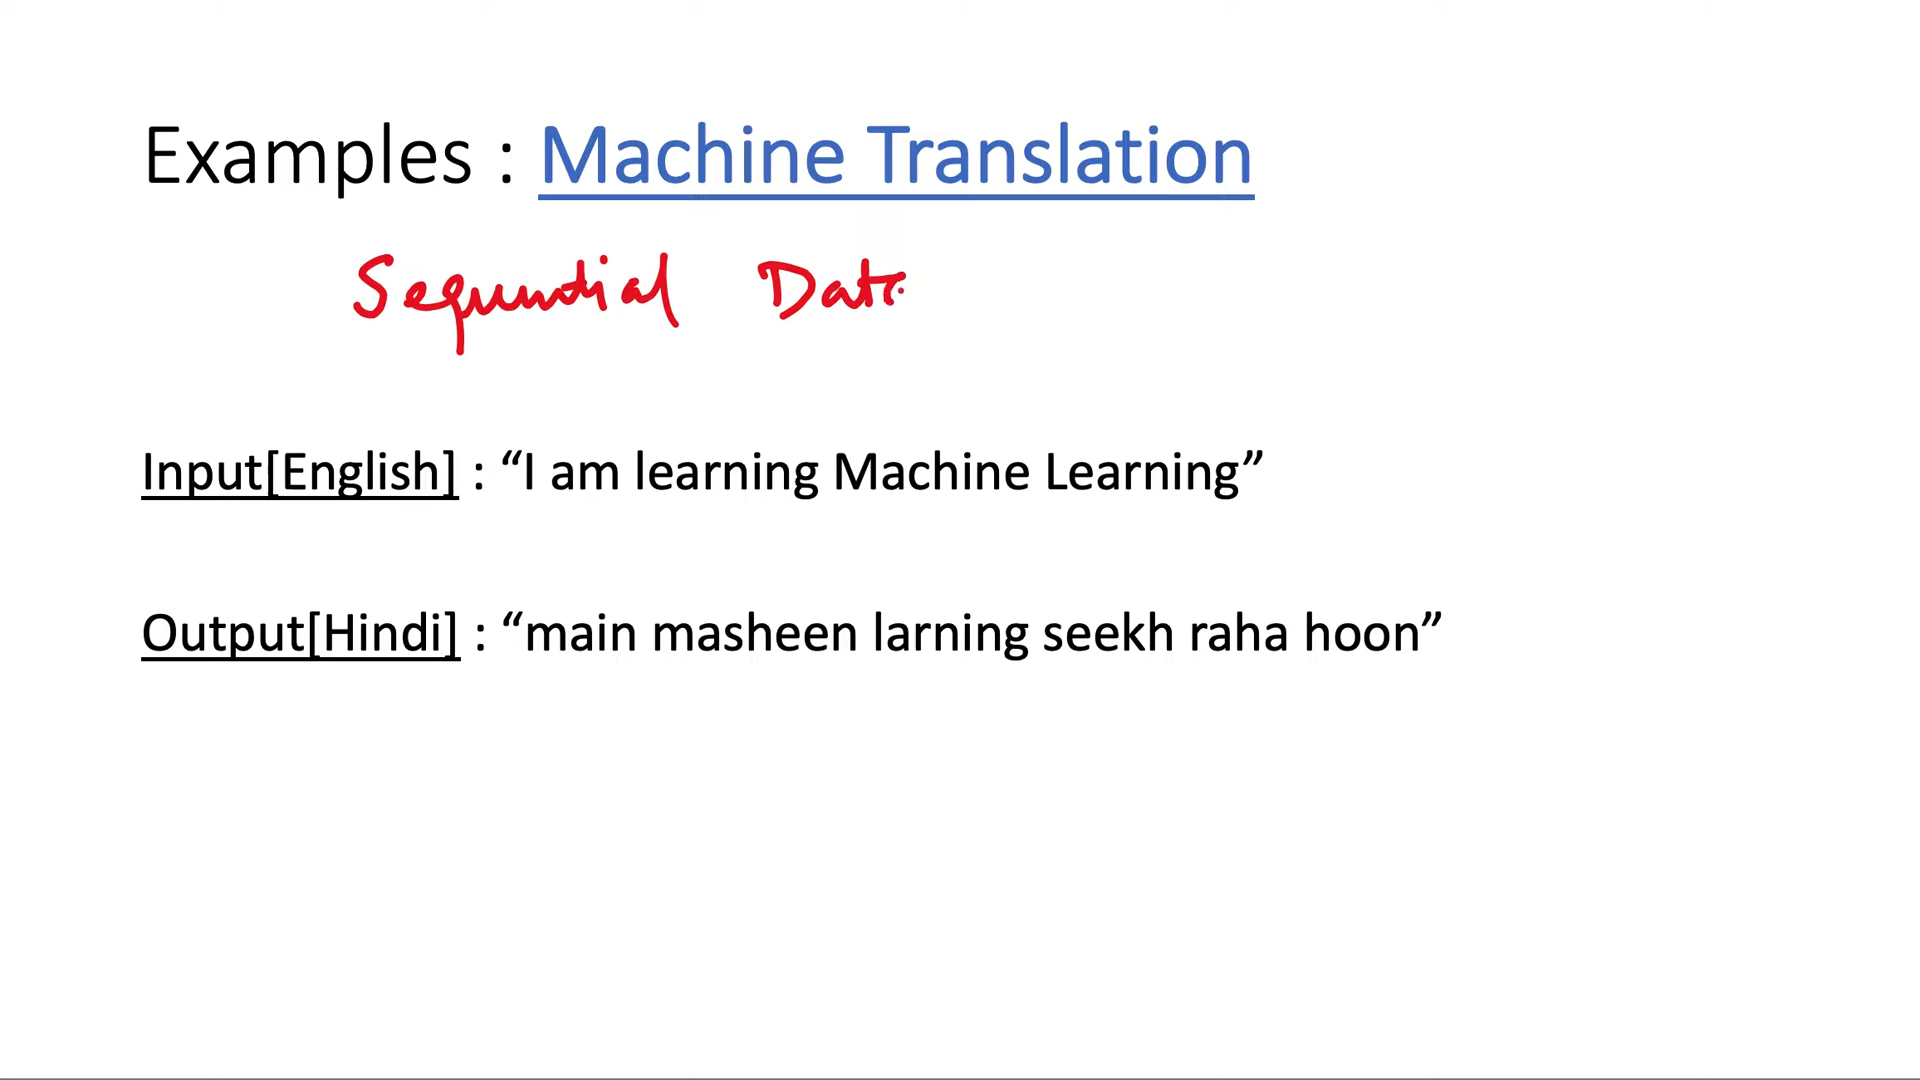 Examples : Machine Translation
Sequential Data
Input[English] : “I am learning Machine Learning”
Output[Hindi] : “main masheen larning seekh raha hoon”